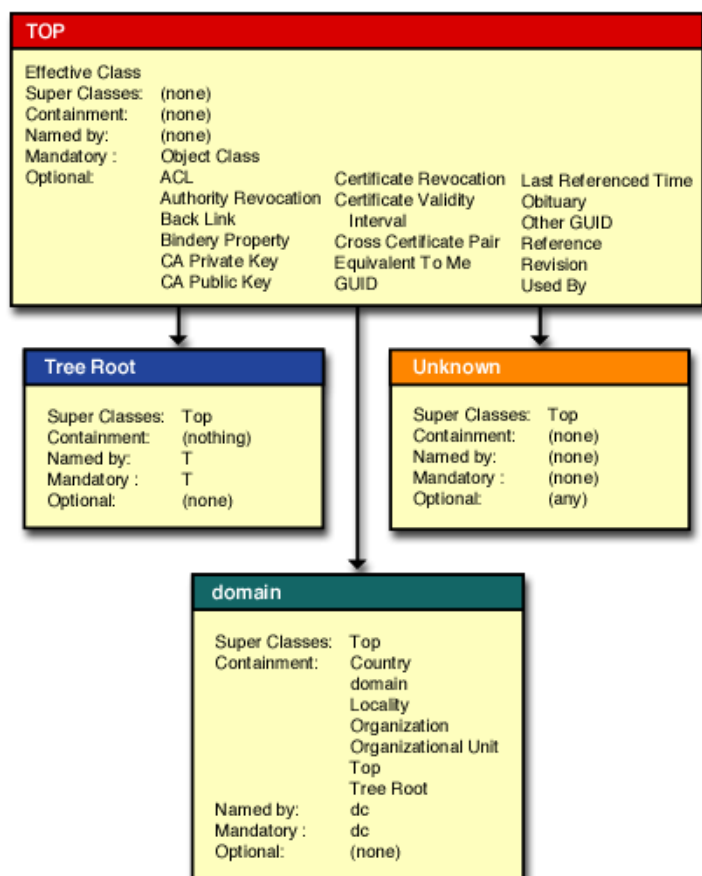 TOP
Effective Class
Super Classes: (none)
Containment: (none)
Named by: (none)
Mandatory : Object Class
Optional: ACL
Authority Revocation
Back Link
Bindery Property
CA Private Key
CA Public Key
Certificate Revocation
Certificate Validity
Interval
Cross Certificate Pair
Equivalent To Me
GUID
Last Referenced Time
Obituary
Other GUID
Reference
Revision
Used By
Tree Root
Super Classes: Top
Containment: (nothing)
Named by: T
Mandatory : T
Optional: (none)
Unknown
Super Classes: Top
Containment: (none)
Named by: (none)
Mandatory : (none)
Optional: (any)
domain
Super Classes: Top
Containment: Country
domain
Locality
Organization
Organizational Unit
Top
Tree Root
Named by: dc
Mandatory : dc
Optional: (none)